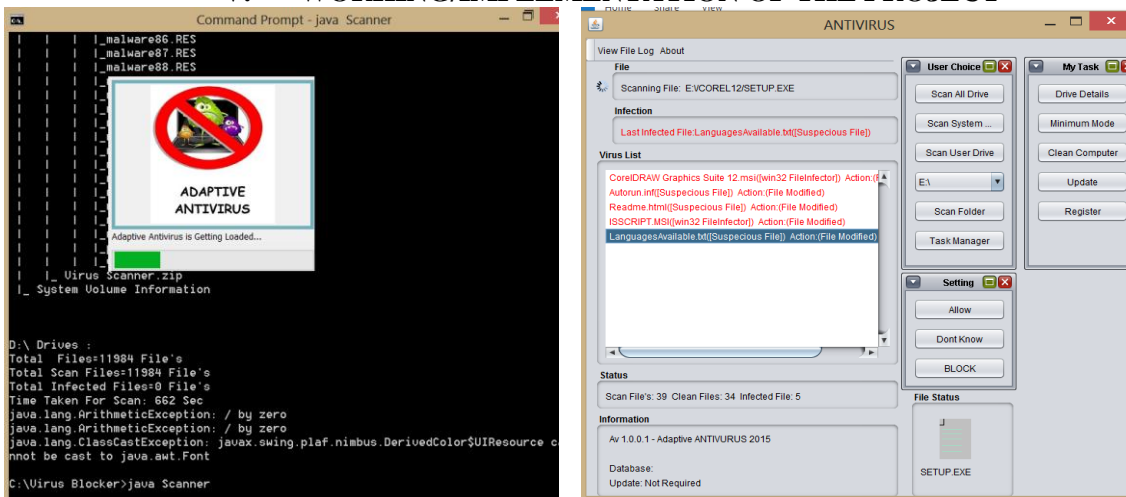 WORKING/IMPLEMENTATION OF THE PROJECT
Command Prompt - java Scanner
|_malware86.RES
|_malware87.RES
|_malware88.RES
ADAPTIVE
ANTIVIRUS
Adaptive Antivirus is Getting Loaded...
|_ Virus Scanner.zip
|_ System Volume Information
D:\ Drives :
Total Files=11984 File's
Total Scan Files=11984 File's
Total Infected Files=0 File's
Time Taken For Scan: 662 Sec
java.lang.ArithmeticException: / by zero
java.lang.ArithmeticException: / by zero
java.lang.ClassCastException: javax.swing.plaf.nimbus.DerivedColor$UIResource c
nnot be cast to java.awt.Font
C:\Virus Blocker>java Scanner
Home Share View
ANTIVIRUS
View File Log About
File
Scanning File: E:\/COREL12/SETUP.EXE
Infection
Last Infected File:LanguagesAvailable.txt([Suspecious File])
Virus List
CorelDRAW Graphics Suite 12.msi([win32 FileInfector]) Action:(F
Autorun.inf([Suspecious File]) Action:(File Modified)
Readme.html([Suspecious File]) Action:(File Modified)
ISSCRIPT.MSI([win32 FileInfector]) Action:(File Modified)
LanguagesAvailable.txt([Suspecious File]) Action:(File Modified)
Status
Scan File's: 39 Clean Files: 34 Infected File: 5
Information
Av 1.0.0.1 - Adaptive ANTIVURUS 2015
Database:
Update: Not Required
User Choice
Scan All Drive
Scan System ...
Scan User Drive
E:\
Scan Folder
Task Manager
Setting
Allow
Dont Know
BLOCK
File Status
SETUP.EXE
My Task
Drive Details
Minimum Mode
Clean Computer
Update
Register